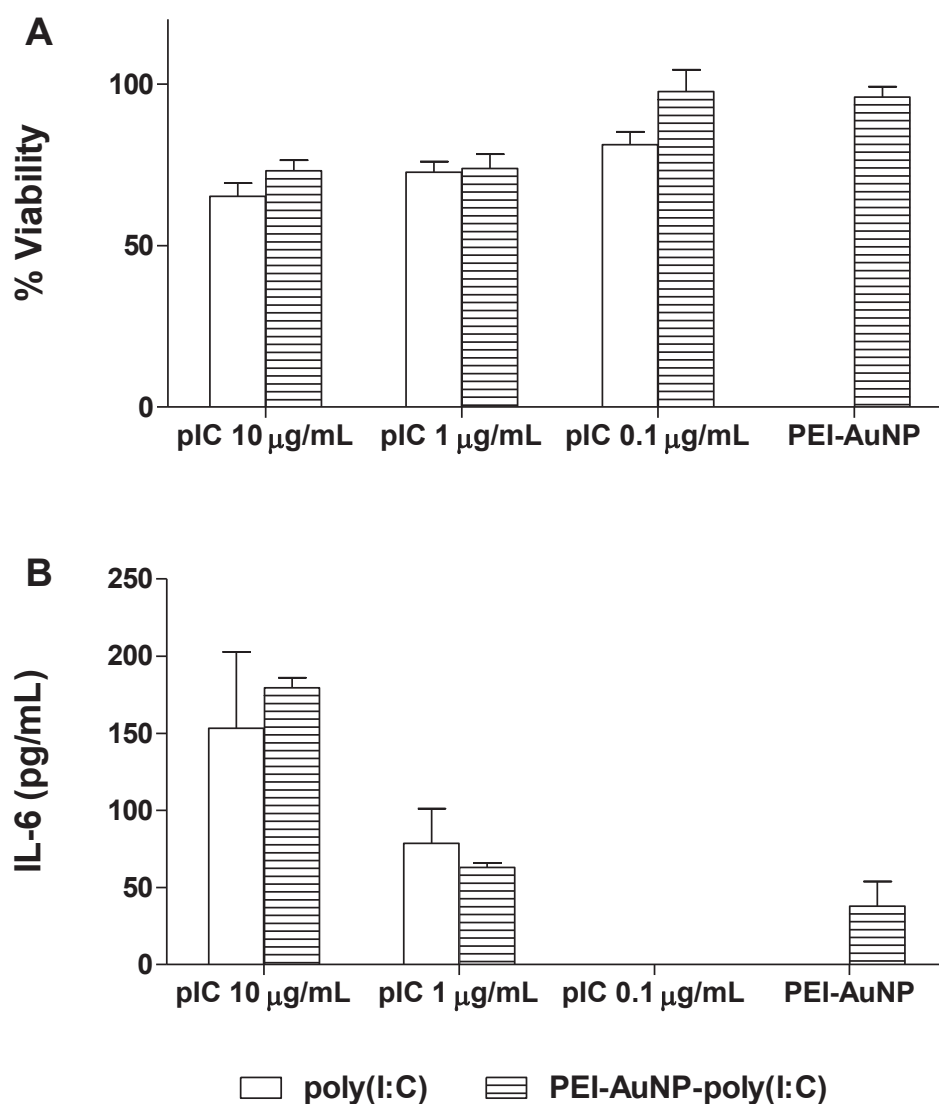 A
% Viability
100
50
0
pIC 10 μg/mL pIC 1 μg/mL pIC 0.1 μg/mL PEI-AuNP
B
IL-6 (pg/mL)
250
200
150
100
50
0
pIC 10 μg/mL pIC 1 μg/mL pIC 0.1 μg/mL PEI-AuNP
poly(I:C) PEI-AuNP-poly(I:C)